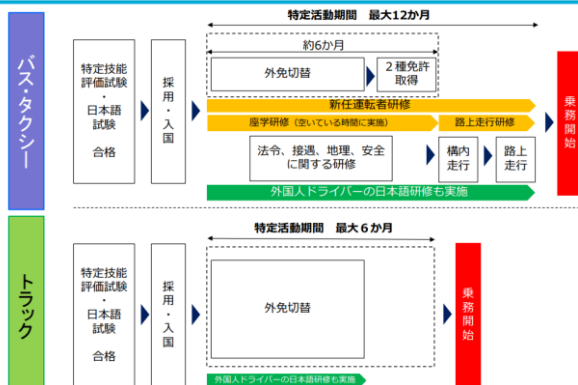 バス・タクシー
特定活動期間 最大12か月
特定技能
評価試験
・
日本語
試験
合格
採用・入国
約6か月
外免切替
2種免許
取得
新任運転者研修
座学研修(空いている時間に実施)
路上走行研修
法令、接遇、地理、安全
に関する研修
構内
走行
路上
走行
外国人ドライバーの日本語研修も実施
乗務開始
トラック
特定活動期間 最大6か月
特定技能
評価試験
・
日本語
試験
合格
採用・入国
外免切替
外国人ドライバーの日本語研修も実施
乗務開始